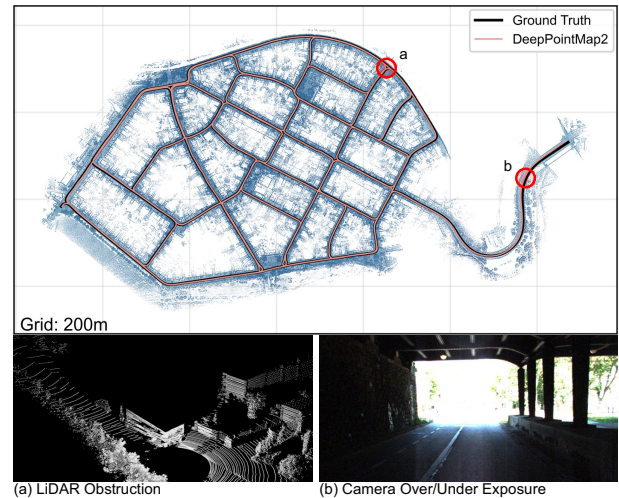 Ground Truth
DeepPointMap2
a
b
Grid: 200m
(a) LiDAR Obstruction
(b) Camera Over/Under Exposure